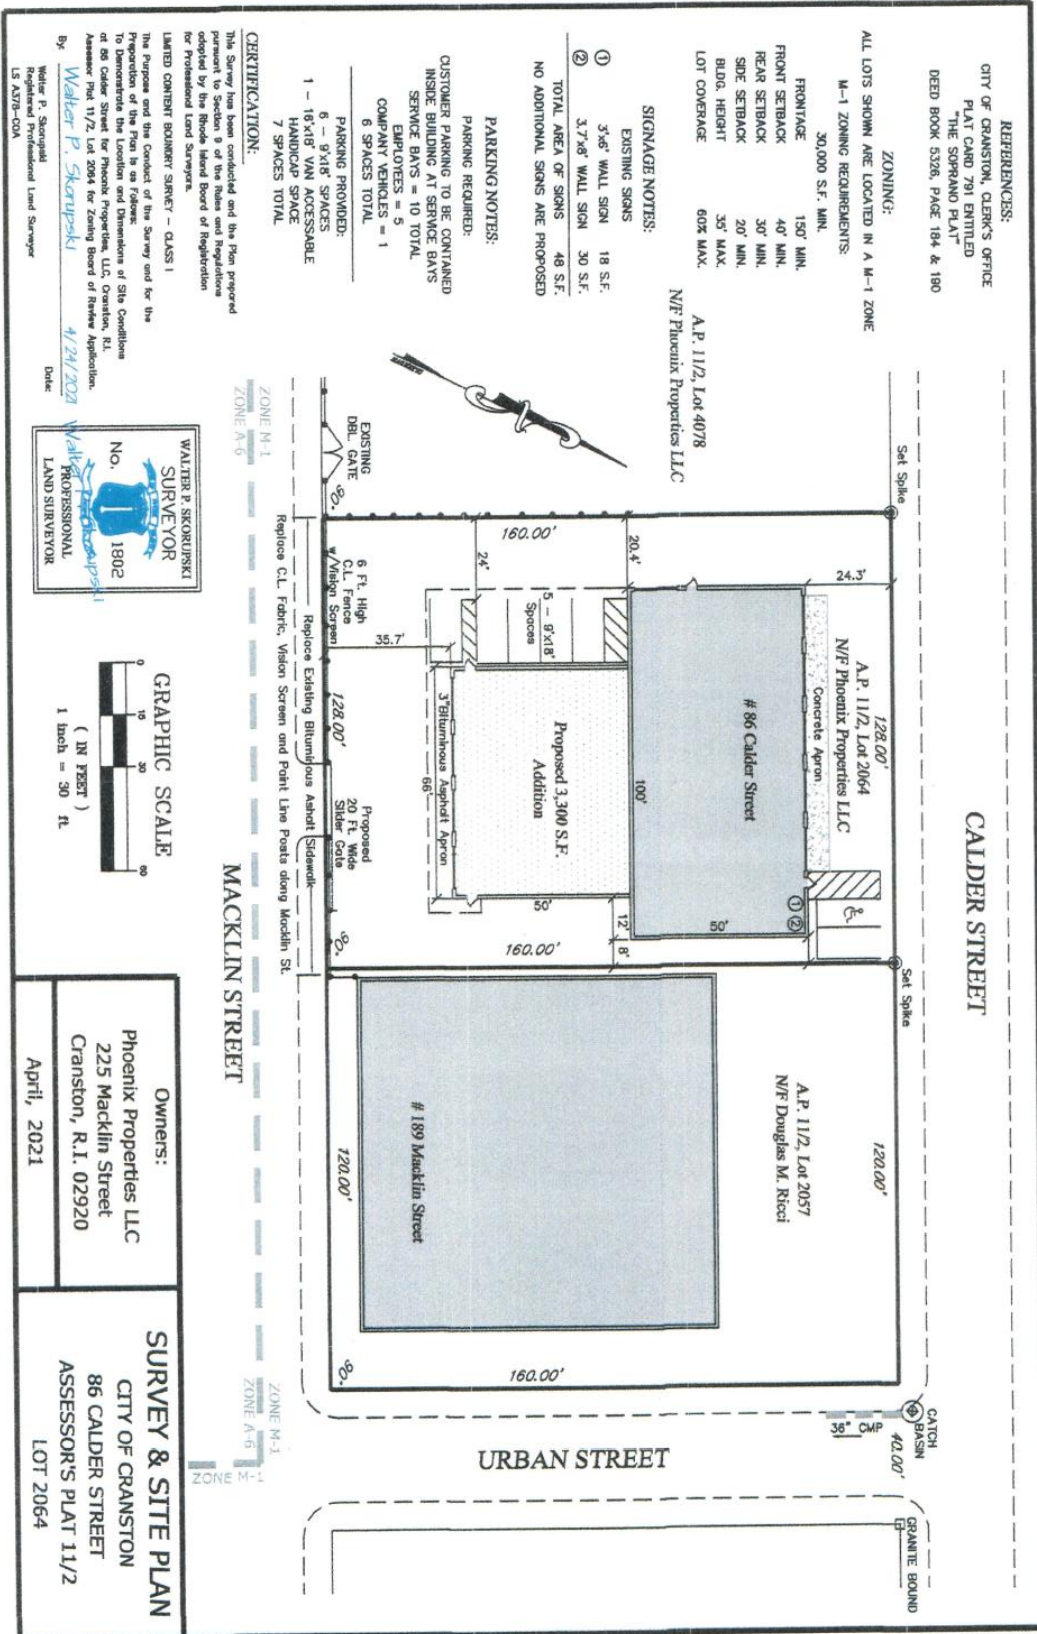 REFERENCES:
CITY OF CRANSTON, CLERK'S OFFICE
PLAT CARD 791 ENTITLED
"THE SOPRANO PLAT"
DEED BOOK 5326, PAGE 184 & 190
ZONING:
ALL LOTS SHOWN ARE LOCATED IN A M-1 ZONE
M-1 ZONING REQUIREMENTS:
30,000 S.F. MIN.
FRONTAGE 150' MIN.
FRONT SETBACK 40' MIN.
REAR SETBACK 30' MIN.
SIDE SETBACK 20' MIN.
BLDG. HEIGHT 35' MAX.
LOT COVERAGE 60% MAX.
SIGNAGE NOTES:
EXISTING SIGNS
① 3'x6' WALL SIGN 18 S.F.
② 3.7'x8' WALL SIGN 30 S.F.
TOTAL AREA OF SIGNS 48 S.F.
NO ADDITIONAL SIGNS ARE PROPOSED
PARKING NOTES:
PARKING REQUIRED:
CUSTOMER PARKING TO BE CONTAINED
INSIDE BUILDING AT SERVICE BAYS
SERVICE BAYS = 10 TOTAL
EMPLOYEES = 5
COMPANY VEHICLES = 1
6 SPACES TOTAL
PARKING PROVIDED:
6 - 9'x18' SPACES
1 - 16'x18' VAN ACCESSABLE
HANDICAP SPACE
7 SPACES TOTAL
CERTIFICATION:
This Survey has been conducted and the Plan prepared
pursuant to Section 9 of the Rules and Regulations
adopted by the Rhode Island Board of Registration
for Professional Land Surveyors.
LIMITED CONTENT BOUNDRY SURVEY - CLASS I
The Purpose and the Conduct of the Survey and for the
Preparation of the Plan is as Follows:
To Demonstrate the Location and Dimensions of Site Conditions
at 86 Calder Street for Pheonix Properties, LLC, Cranston, R.I.
Assessor Plat 11/2, Lot 2064 for Zoning Board of Review Application.
By: Walter P. Skorupski 4/24/2021
Walter P. Skorupski Date:
Registered Professional Land Surveyor
LS A378-COA
WALTER P. SKORUPSKI
SURVEYOR
No. 1802
PROFESSIONAL
LAND SURVEYOR
Walter P. Skorupski
CALDER STREET
Set Spike
Set Spike
A.P. 11/2, Lot 4078
N/F Phoenix Properties LLC
MAGNETIC
128.00'
A.P. 11/2, Lot 2064
N/F Phoenix Properties LLC
24.3'
Concrete Apron
# 86 Calder Street
① ②
50'
100'
20.4'
160.00'
24'
5 - 9'x18'
Spaces
Proposed 3,300 S.F.
Addition
50'
12'
8'
160.00'
3" Bituminous Asphalt Apron
66'
35.7'
EXISTING
DBL. GATE
90°
6 Ft. High
C.L. Fence
w/Vision Screen
128.00'
Proposed
20 Ft. Wide
Slider Gate
90°
Replace Existing Bituminous Ashalt Sidewalk
Replace C.L. Fabric, Vision Screen and Paint Line Posts along Macklin St.
ZONE M-1
ZONE A-6
MACKLIN STREET
A.P. 11/2, Lot 2057
N/F Douglas M. Ricci
120.00'
# 189 Macklin Street
120.00'
160.00'
90°
ZONE M-1
ZONE A-6
ZONE M-1
URBAN STREET
CATCH
BASIN
36" CMP
40.00'
GRANITE BOUND
GRAPHIC SCALE
0 15 30 60
( IN FEET )
1 inch = 30 ft.
Owners:
Phoenix Properties LLC
225 Macklin Street
Cranston, R.I. 02920
April, 2021
SURVEY & SITE PLAN
CITY OF CRANSTON
86 CALDER STREET
ASSESSOR'S PLAT 11/2
LOT 2064